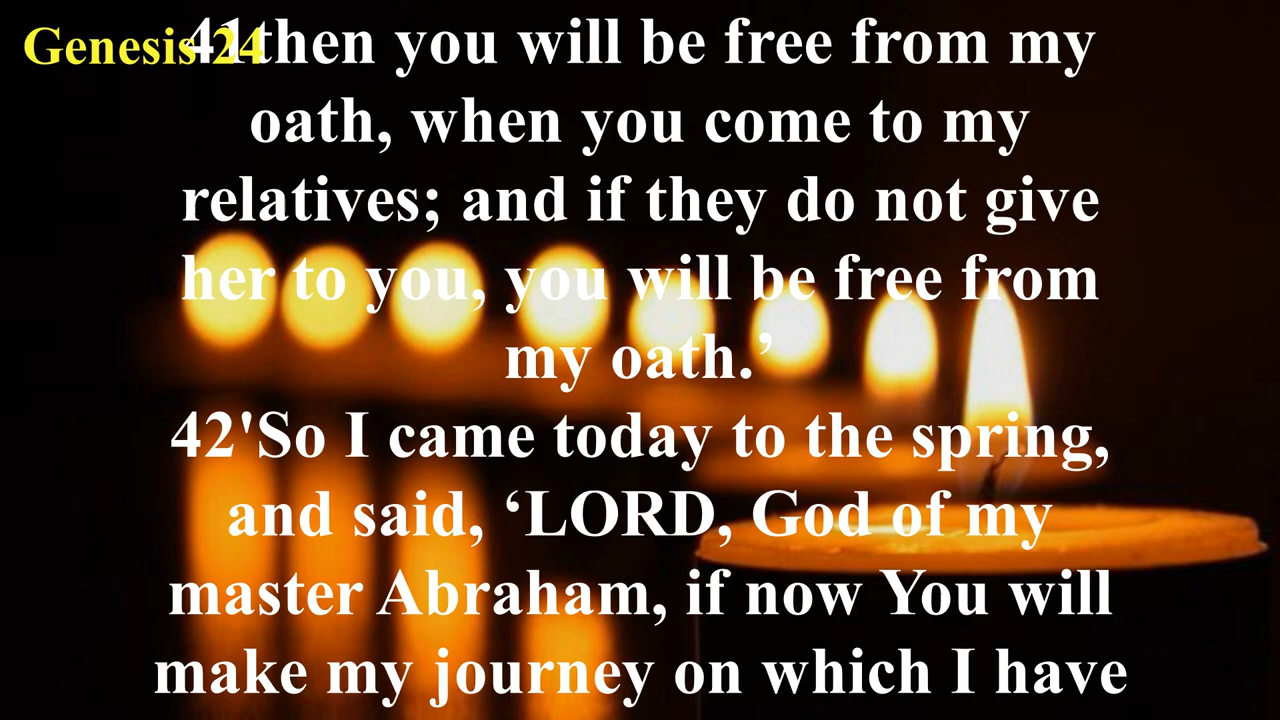 Genesis 24
41then you will be free from my
oath, when you come to my
relatives; and if they do not give
her to you, you will be free from
my oath.’
42'So I came today to the spring,
and said, ‘LORD, God of my
master Abraham, if now You will
make my journey on which I have